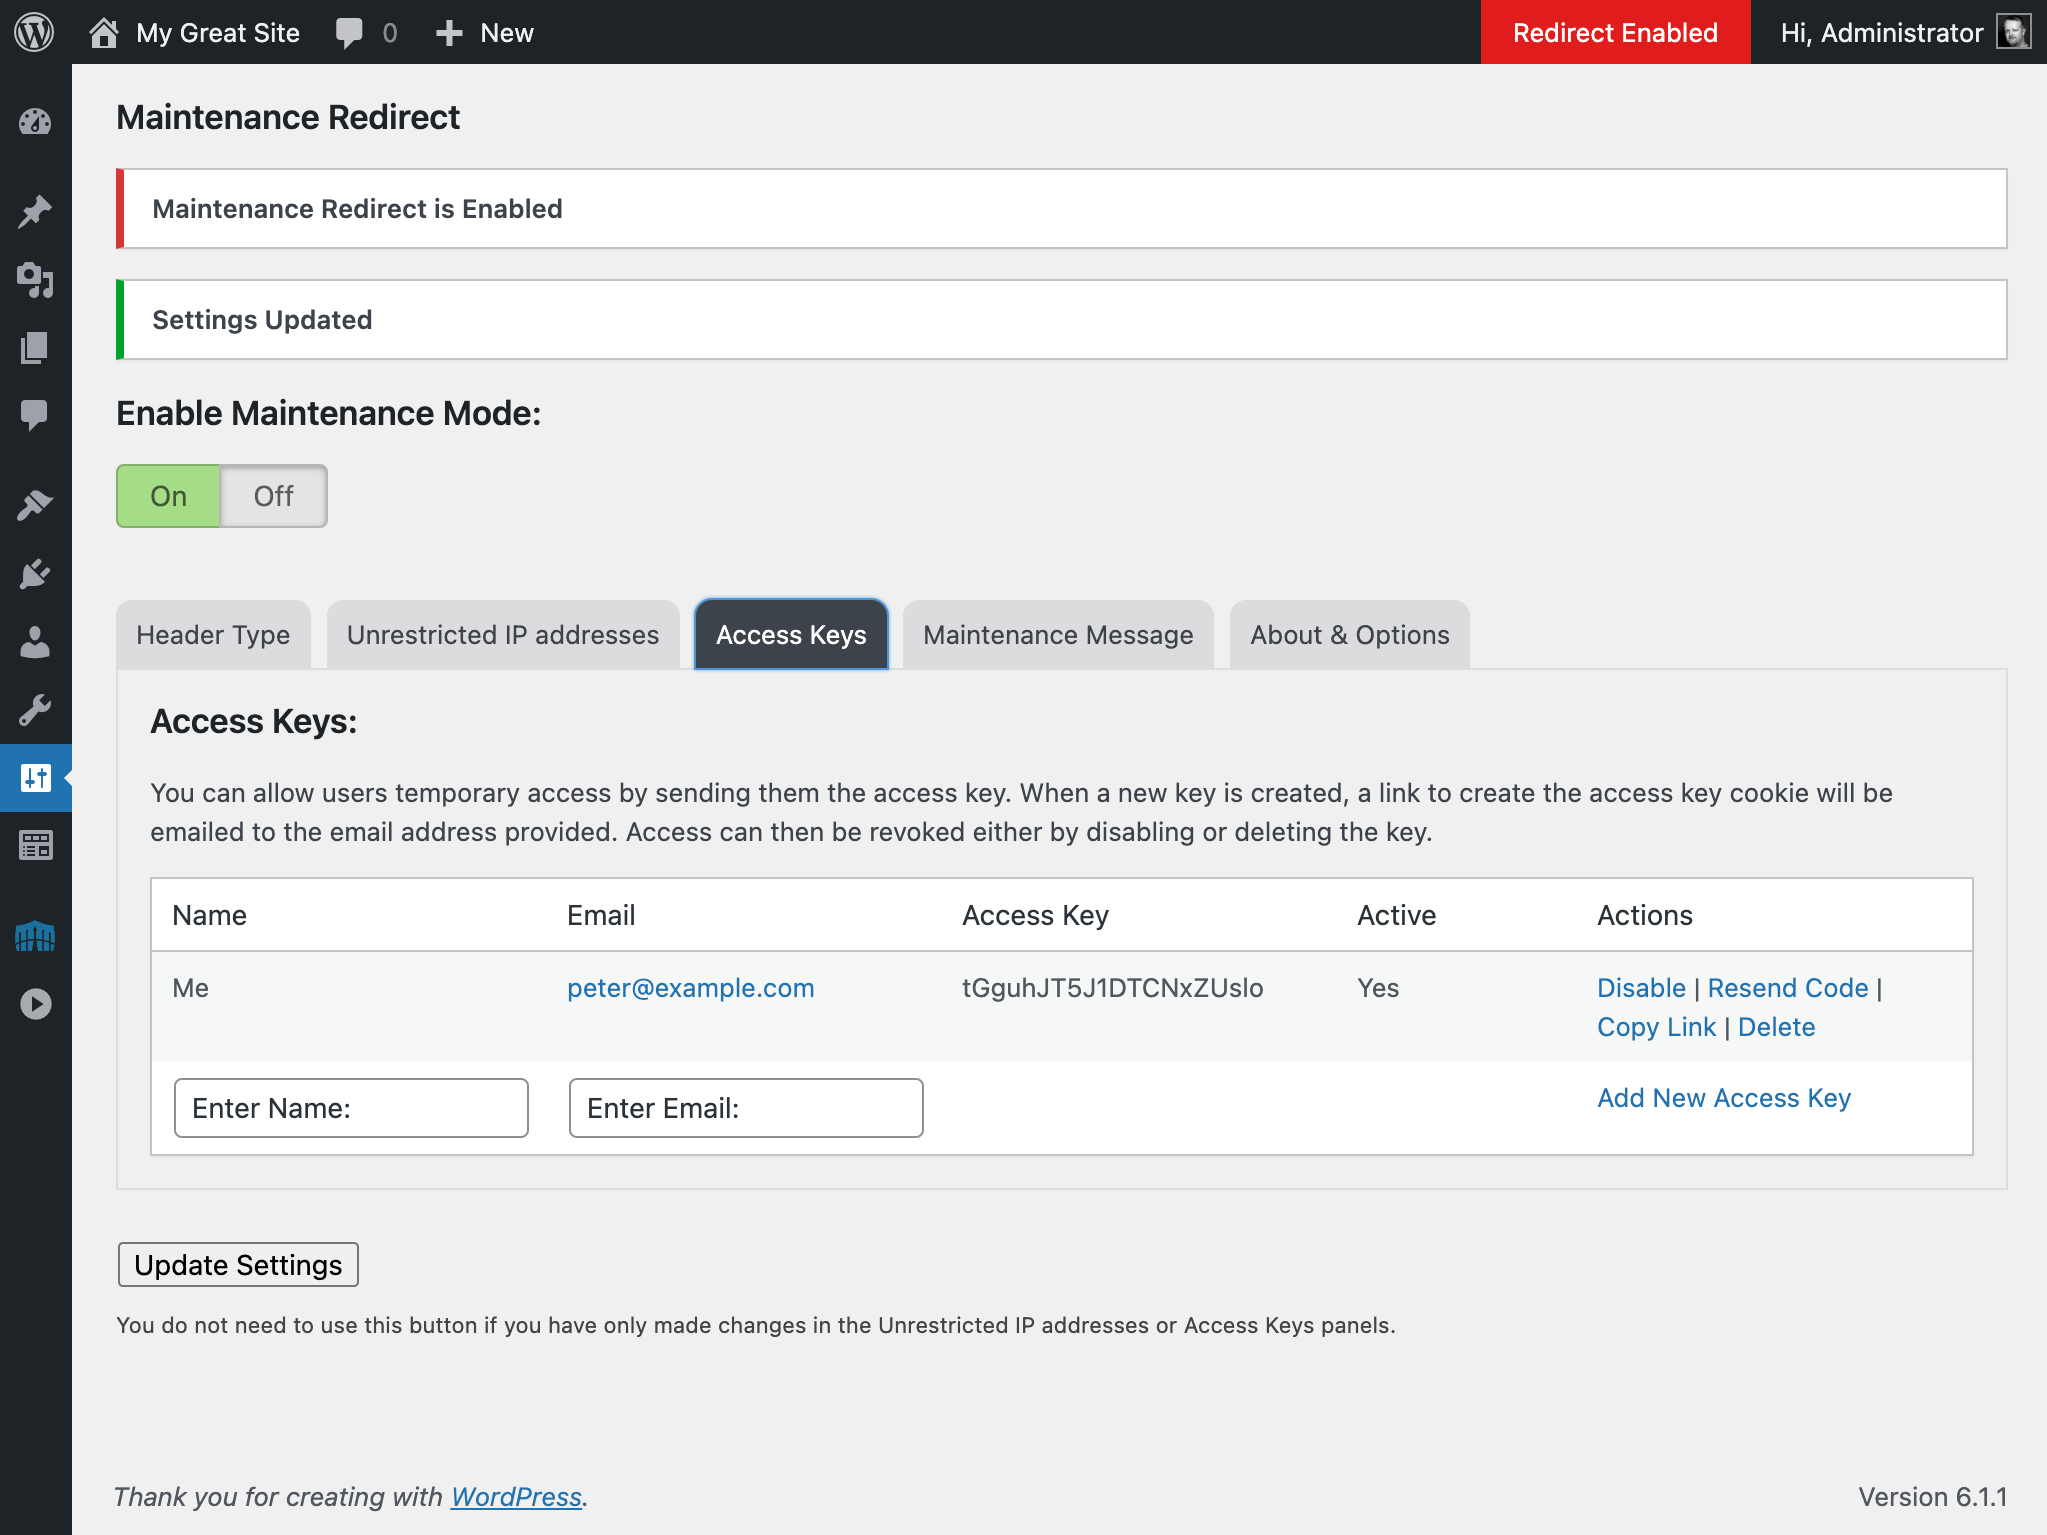 My Great Site 0 New Redirect Enabled Hi, Administrator
Maintenance Redirect
Maintenance Redirect is Enabled
Settings Updated
Enable Maintenance Mode:
On Off
Header Type Unrestricted IP addresses Access Keys Maintenance Message About & Options
Access Keys:
You can allow users temporary access by sending them the access key. When a new key is created, a link to create the access key cookie will be
emailed to the email address provided. Access can then be revoked either by disabling or deleting the key.
Name Email Access Key Active Actions
Me peter@example.com tGguhJT5J1DTCNxZUslo Yes Disable | Resend Code |
Copy Link | Delete
Enter Name: Enter Email: Add New Access Key
Update Settings
You do not need to use this button if you have only made changes in the Unrestricted IP addresses or Access Keys panels.
Thank you for creating with WordPress. Version 6.1.1